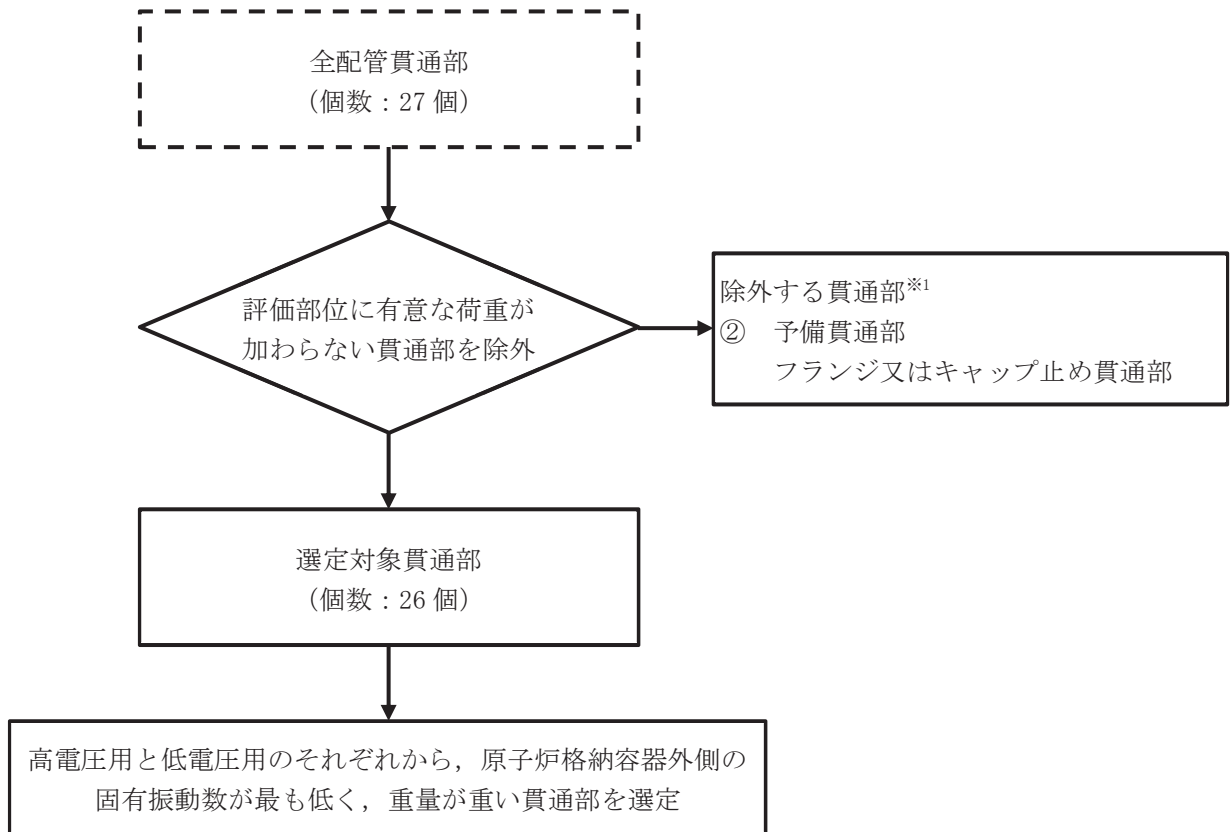 全配管貫通部
（個数：27 個）
評価部位に有意な荷重が
加わらない貫通部を除外
除外する貫通部※1
②　予備貫通部
フランジ又はキャップ止め貫通部
選定対象貫通部
（個数：26 個）
高電圧用と低電圧用のそれぞれから，原子炉格納容器外側の
固有振動数が最も低く，重量が重い貫通部を選定